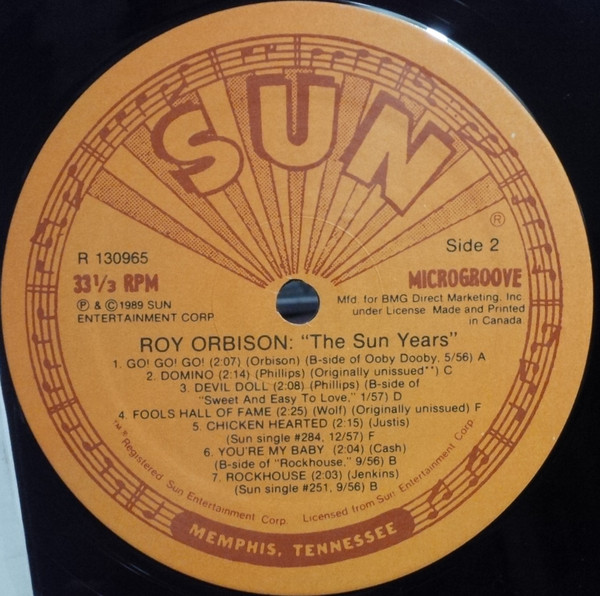 SUN
®
R 130965
Side 2
33 1/3 RPM
MICROGROOVE
℗ & © 1989 SUN
ENTERTAINMENT CORP
Mfd. for BMG Direct Marketing, Inc.
under License Made and Printed
in Canada.
ROY ORBISON: "The Sun Years"
1. GO! GO! GO! (2:07) (Orbison) (B-side of Ooby Dooby, 5/56) A
2. DOMINO (2:14) (Phillips) (Originally unissued**) C
3. DEVIL DOLL (2:08) (Phillips) (B-side of
"Sweet And Easy To Love," 1/57) D
4. FOOLS HALL OF FAME (2:25) (Wolf) (Originally unissued) F
5. CHICKEN HEARTED (2:15) (Justis)
(Sun single #284, 12/57) F
6. YOU'RE MY BABY (2:04) (Cash)
(B-side of "Rockhouse," 9/56) B
7. ROCKHOUSE (2:03) (Jenkins)
(Sun single #251, 9/56) B
™® Registered Sun Entertainment Corp. Licensed from Sun Entertainment Corp.
MEMPHIS, TENNESSEE